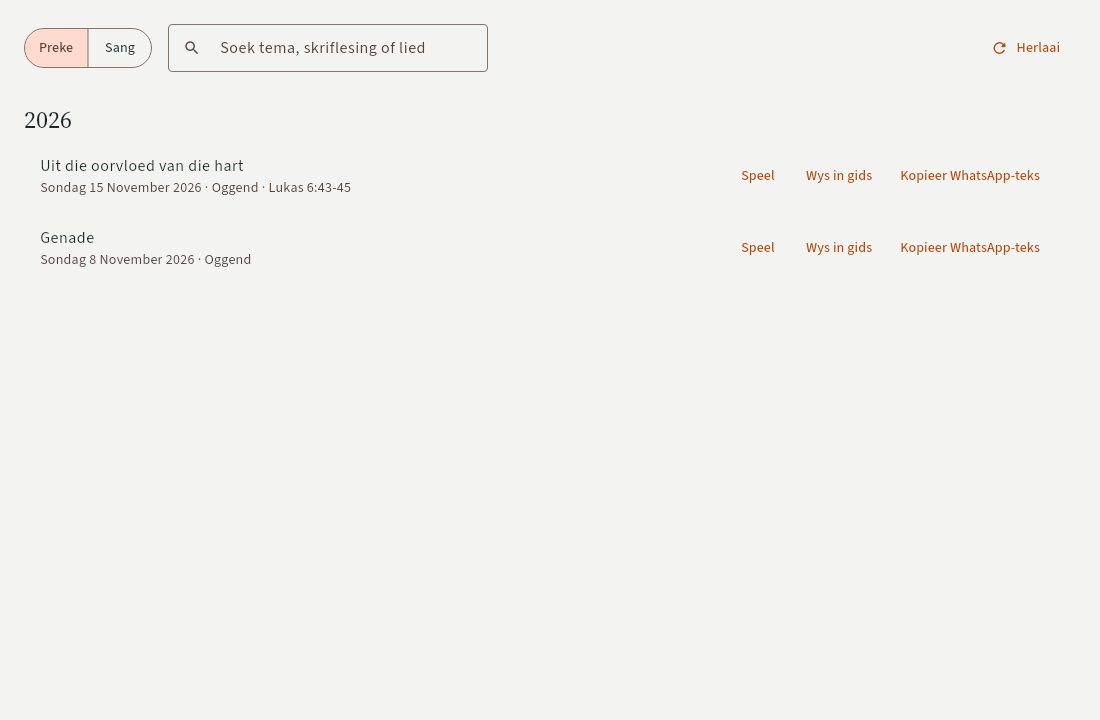 Preke
Sang
Soek tema, skriflesing of lied
Herlaai
2026
Uit die oorvloed van die hart
Sondag 15 November 2026 · Oggend · Lukas 6:43-45
Speel
Wys in gids
Kopieer WhatsApp-teks
Genade
Sondag 8 November 2026 · Oggend
Speel
Wys in gids
Kopieer WhatsApp-teks